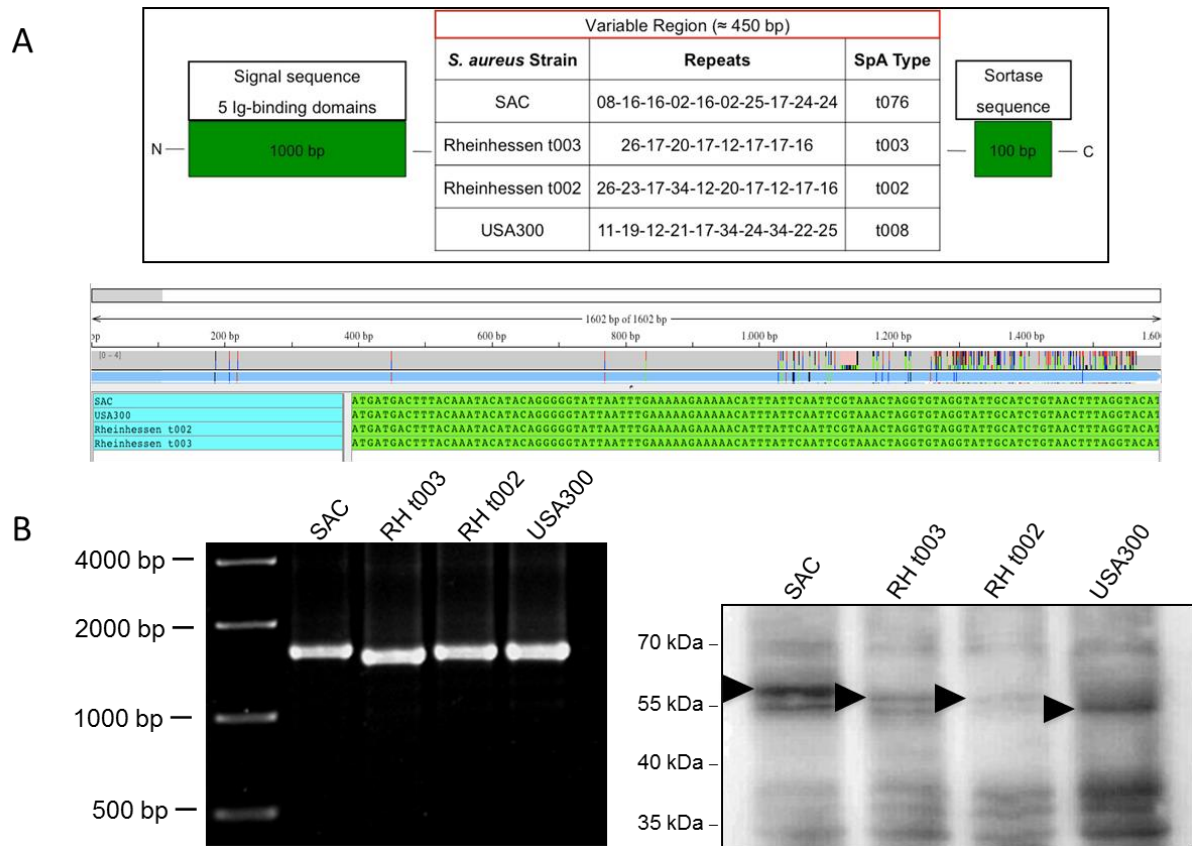 A
Variable Region (≈ 450 bp)
Signal sequence
5 Ig-binding domains
N
1000 bp
S. aureus Strain Repeats SpA Type
SAC 08-16-16-02-16-02-25-17-24-24 t076
Rheinhessen t003 26-17-20-17-12-17-17-16 t003
Rheinhessen t002 26-23-17-34-12-20-17-12-17-16 t002
USA300 11-19-12-21-17-34-24-34-22-25 t008
Sortase
sequence
100 bp
C
1602 bp of 1602 bp
bp 200 bp 400 bp 600 bp 800 bp 1.000 bp 1.200 bp 1.400 bp 1.600
[0 - 4]
SAC ATGATGACTTTACAAATACATACAGGGGGTATTAATTTGAAAAAGAAAAACATTTATTCAATTCGTAAACTAGGTGTAGGTATTGCATCTGTAACTTTAGGTACAT
USA300 ATGATGACTTTACAAATACATACAGGGGGTATTAATTTGAAAAAGAAAAACATTTATTCAATTCGTAAACTAGGTGTAGGTATTGCATCTGTAACTTTAGGTACAT
Rheinhessen t002 ATGATGACTTTACAAATACATACAGGGGGTATTAATTTGAAAAAGAAAAACATTTATTCAATTCGTAAACTAGGTGTAGGTATTGCATCTGTAACTTTAGGTACAT
Rheinhessen t003 ATGATGACTTTACAAATACATACAGGGGGTATTAATTTGAAAAAGAAAAACATTTATTCAATTCGTAAACTAGGTGTAGGTATTGCATCTGTAACTTTAGGTACAT
B
SAC RH t003 RH t002 USA300
4000 bp
2000 bp
1000 bp
500 bp
SAC RH t003 RH t002 USA300
70 kDa
55 kDa
40 kDa
35 kDa